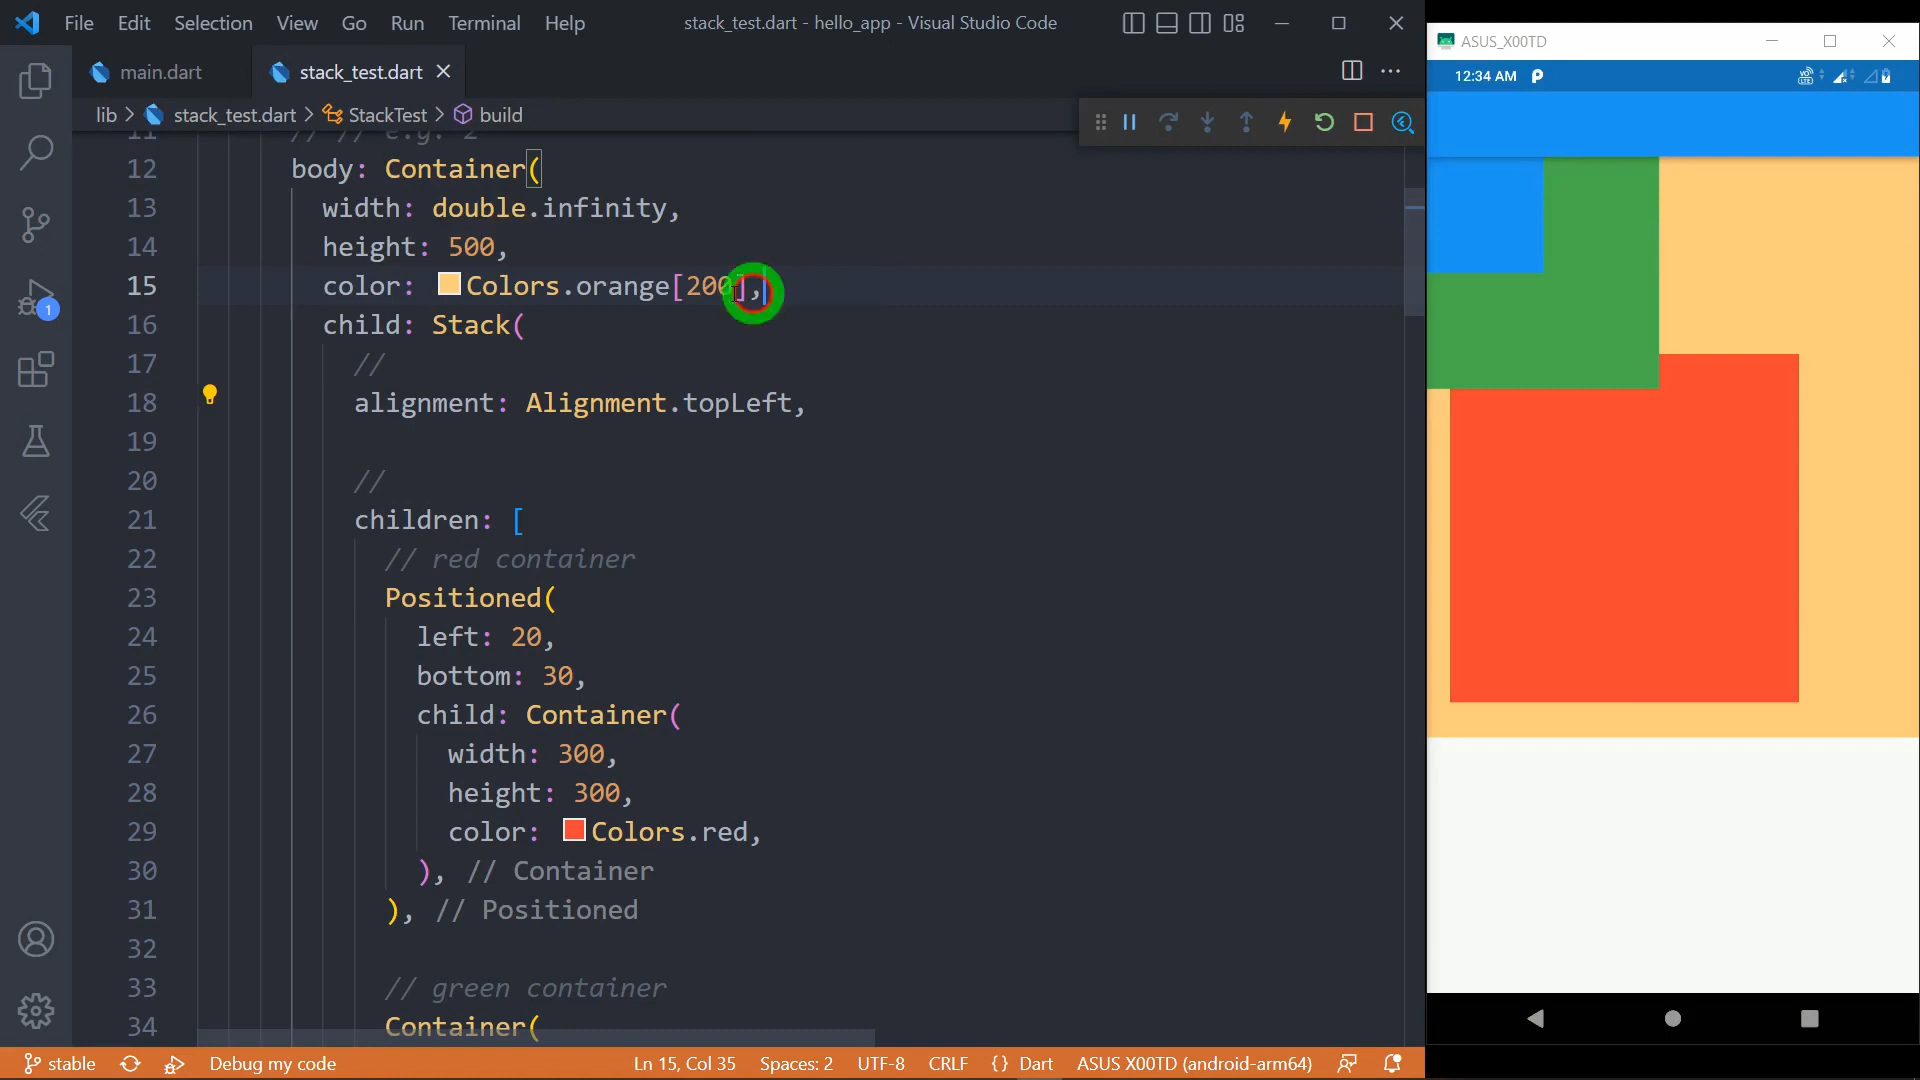 File Edit Selection View Go Run Terminal Help stack_test.dart - hello_app - Visual Studio Code
main.dart stack_test.dart
lib > stack_test.dart > StackTest > build
11 // // e.g. 2
12 body: Container(
13 width: double.infinity,
14 height: 500,
15 color: Colors.orange[200],
16 child: Stack(
17 //
18 alignment: Alignment.topLeft,
19
20 //
21 children: [
22 // red container
23 Positioned(
24 left: 20,
25 bottom: 30,
26 child: Container(
27 width: 300,
28 height: 300,
29 color: Colors.red,
30 ), // Container
31 ), // Positioned
32
33 // green container
34 Container(
1
stable Debug my code Ln 15, Col 35 Spaces: 2 UTF-8 CRLF {} Dart ASUS X00TD (android-arm64)
ASUS_X00TD
12:34 AM